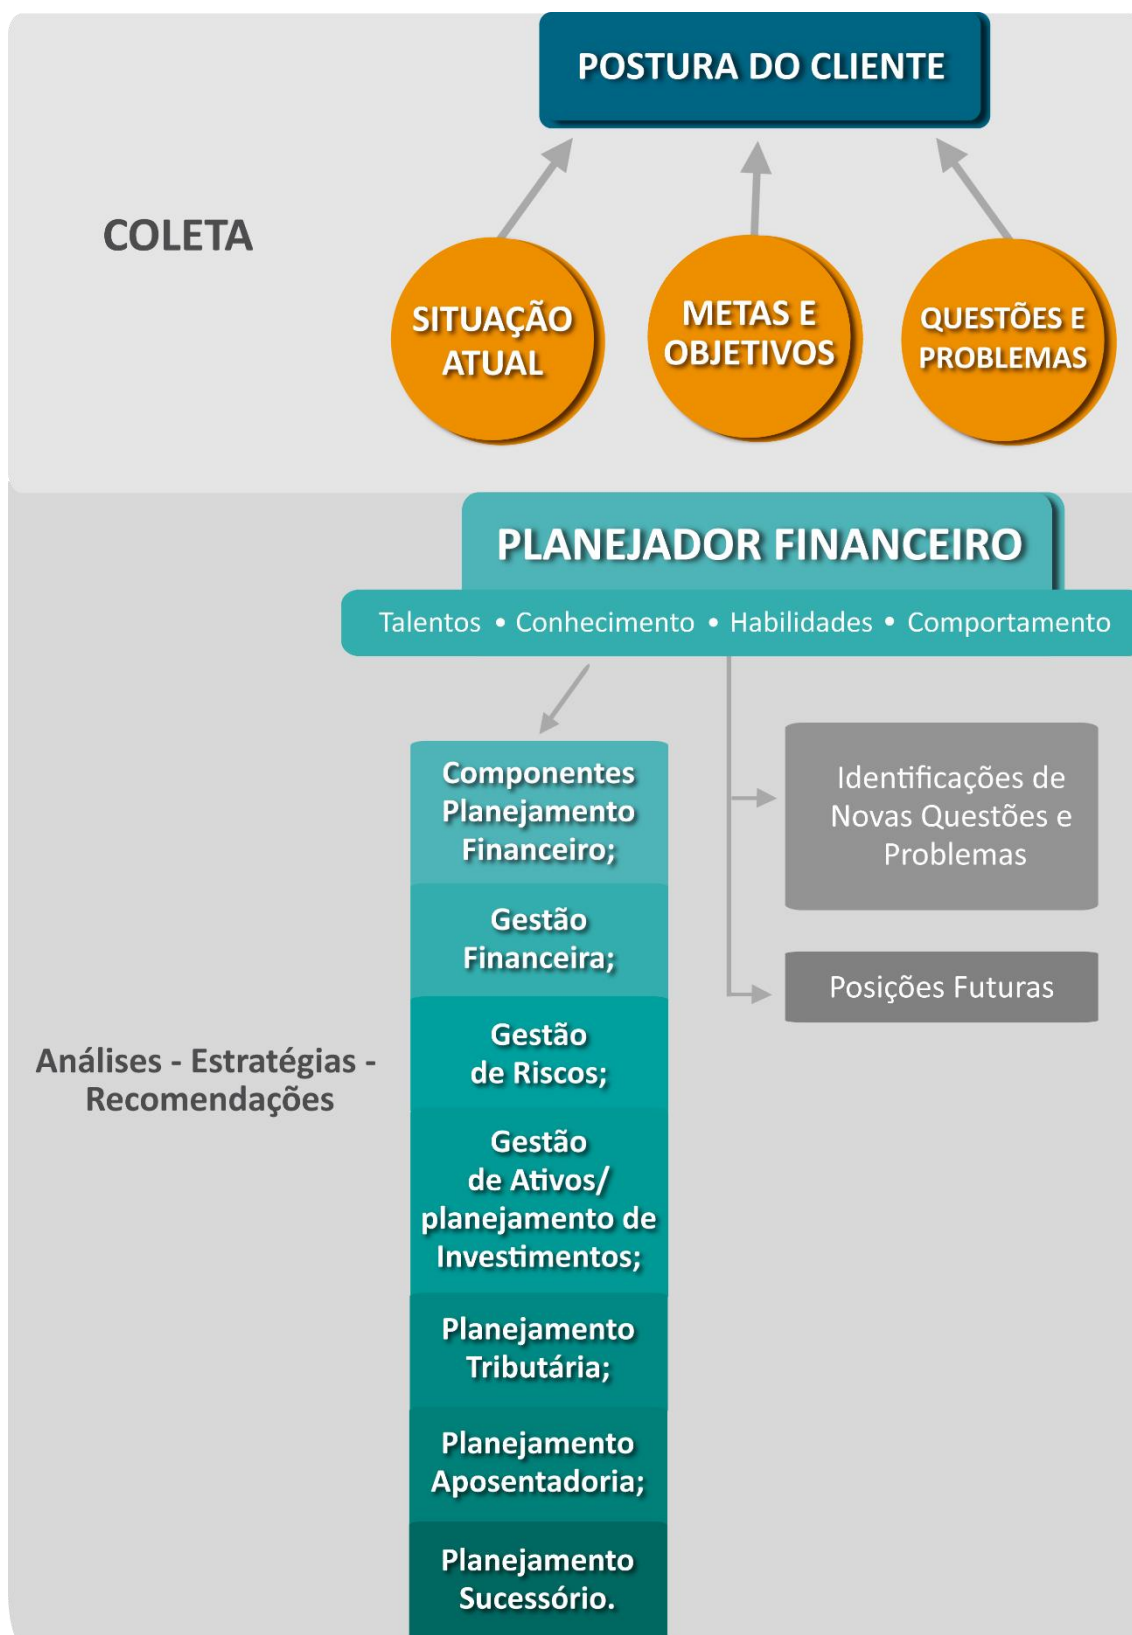 POSTURA DO CLIENTE
COLETA
SITUAÇÃO
ATUAL
METAS E
OBJETIVOS
QUESTÕES E
PROBLEMAS
PLANEJADOR FINANCEIRO
Talentos • Conhecimento • Habilidades • Comportamento
Componentes
Planejamento
Financeiro;
Gestão
Financeira;
Gestão
de Riscos;
Gestão
de Ativos/
planejamento de
Investimentos;
Planejamento
Tributária;
Planejamento
Aposentadoria;
Planejamento
Sucessório.
Identificações de
Novas Questões e
Problemas
Posições Futuras
Análises - Estratégias -
Recomendações